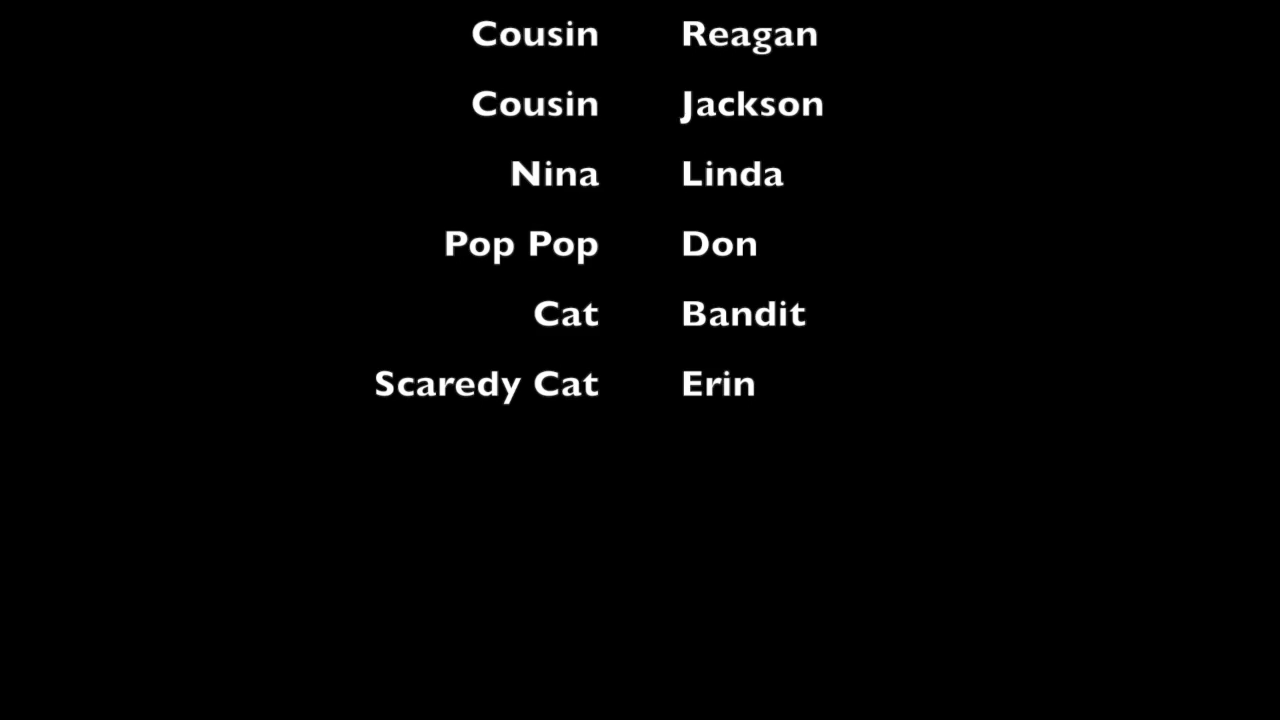 Cousin Reagan
Cousin Jackson
Nina Linda
Pop Pop Don
Cat Bandit
Scaredy Cat Erin